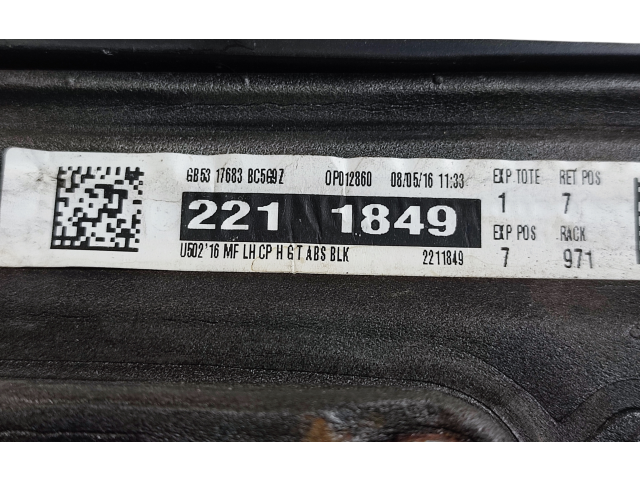 GB53 17683 BC5G9Z OP012860 08/05/16 11:33
221 1849
U502'16 MF LH CP H G T ABS BLK 2211849
EXP TOTE RET POS
1 7
EXP POS RACK
7 971